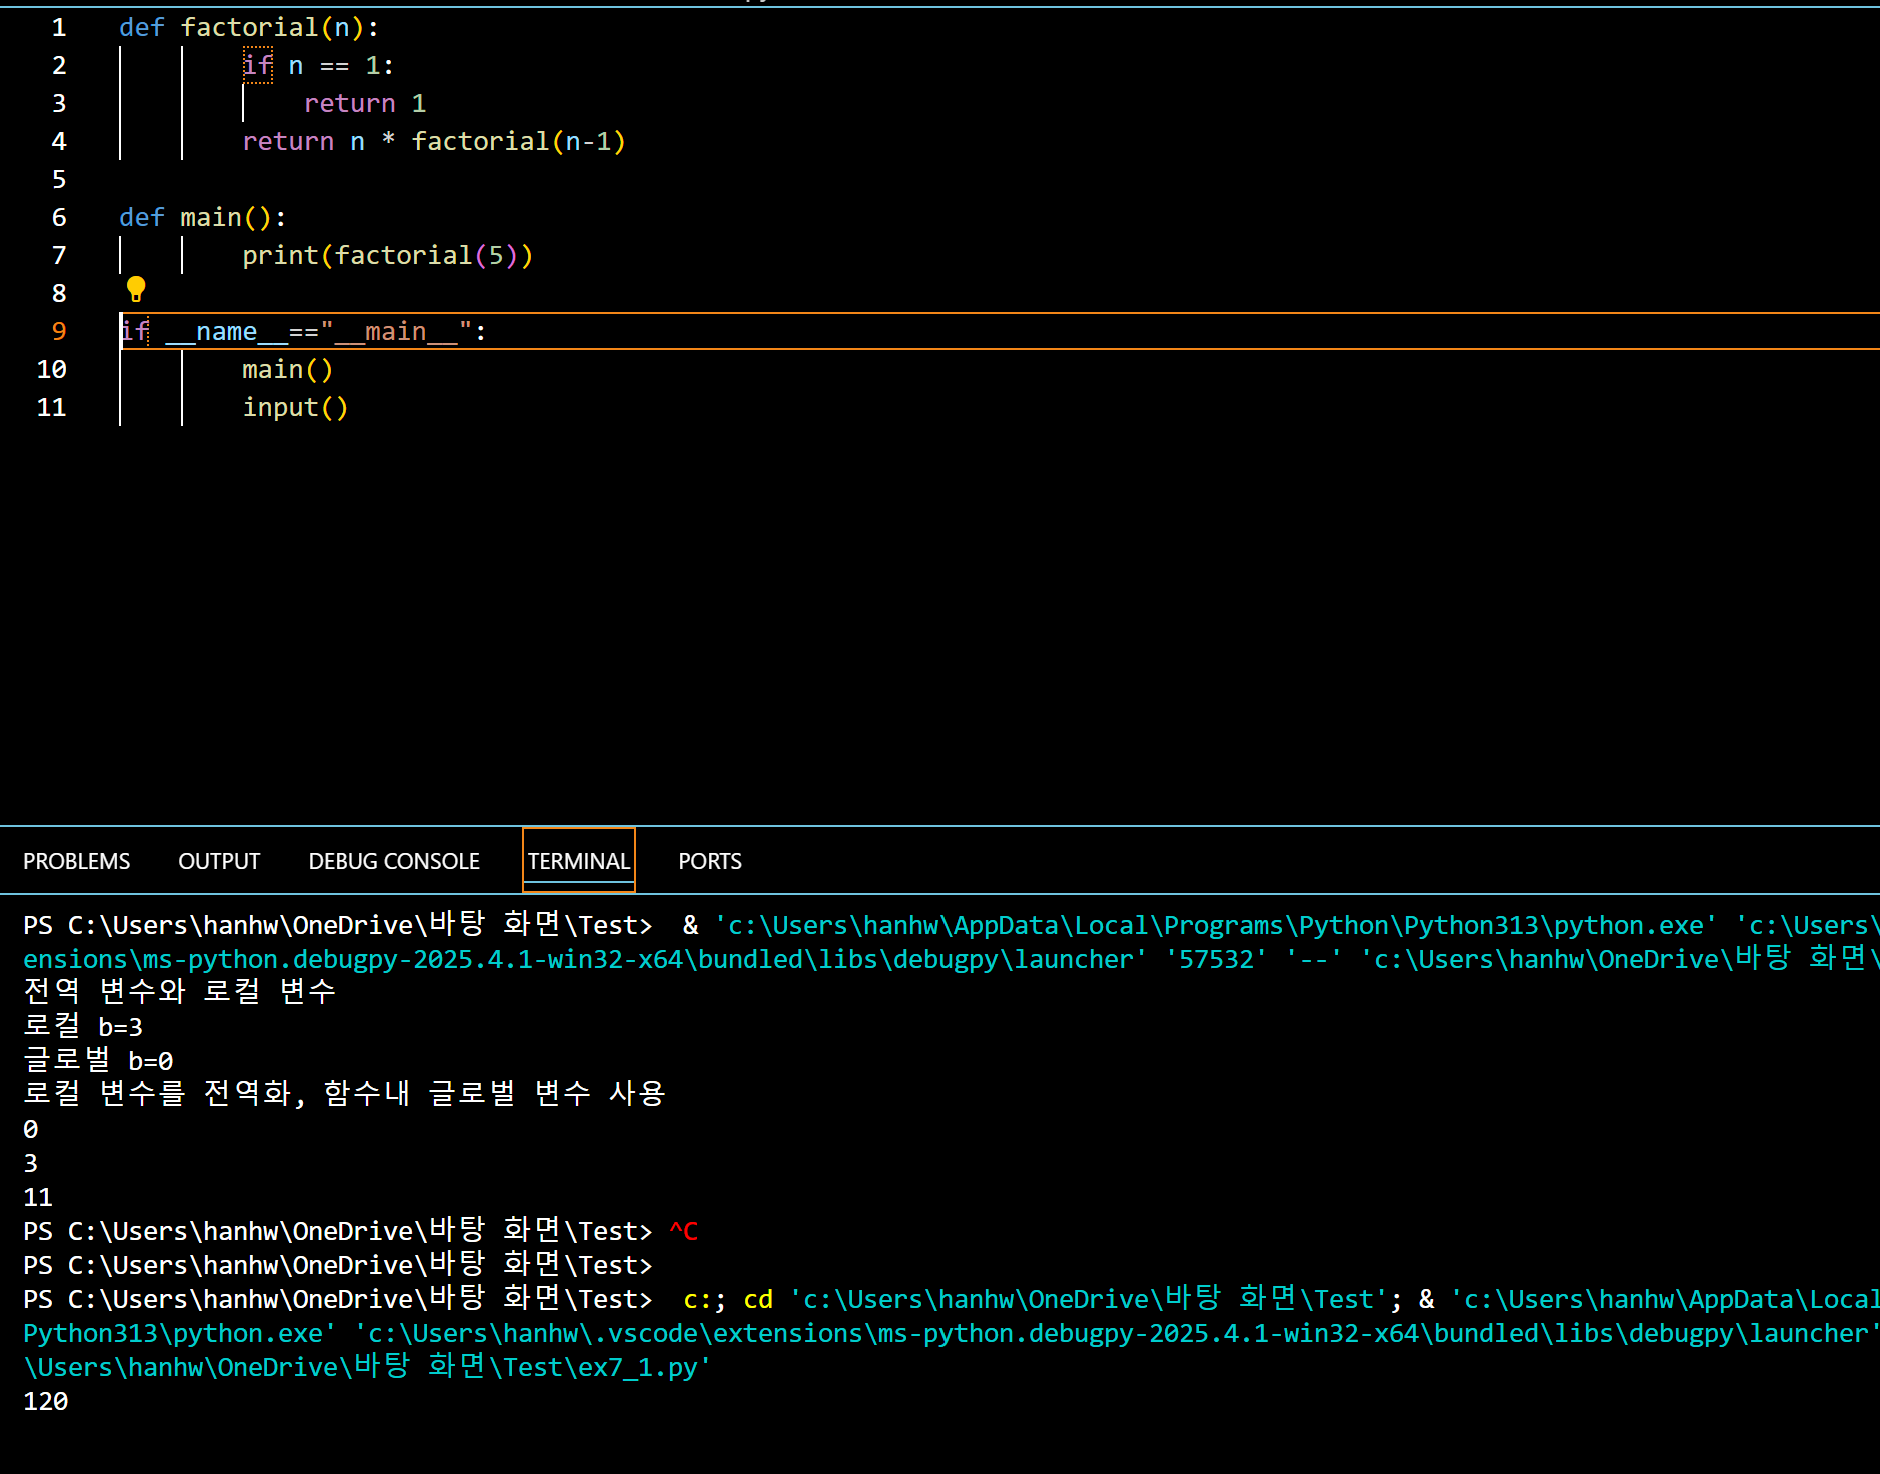 1 def factorial(n):
2 if n == 1:
3 return 1
4 return n * factorial(n-1)
5
6 def main():
7 print(factorial(5))
8
9 if __name__=="__main__":
10 main()
11 input()
PROBLEMS OUTPUT DEBUG CONSOLE TERMINAL PORTS
PS C:\Users\hanhw\OneDrive\바탕 화면\Test>  & 'c:\Users\hanhw\AppData\Local\Programs\Python\Python313\python.exe' 'c:\Users\
ensions\ms-python.debugpy-2025.4.1-win32-x64\bundled\libs\debugpy\launcher' '57532' '--' 'c:\Users\hanhw\OneDrive\바탕 화면\
전역 변수와 로컬 변수
로컬 b=3
글로벌 b=0
로컬 변수를 전역화, 함수내 글로벌 변수 사용
0
3
11
PS C:\Users\hanhw\OneDrive\바탕 화면\Test> ^C
PS C:\Users\hanhw\OneDrive\바탕 화면\Test>
PS C:\Users\hanhw\OneDrive\바탕 화면\Test>  c:; cd 'c:\Users\hanhw\OneDrive\바탕 화면\Test'; & 'c:\Users\hanhw\AppData\Local
Python313\python.exe' 'c:\Users\hanhw\.vscode\extensions\ms-python.debugpy-2025.4.1-win32-x64\bundled\libs\debugpy\launcher'
\Users\hanhw\OneDrive\바탕 화면\Test\ex7_1.py'
120